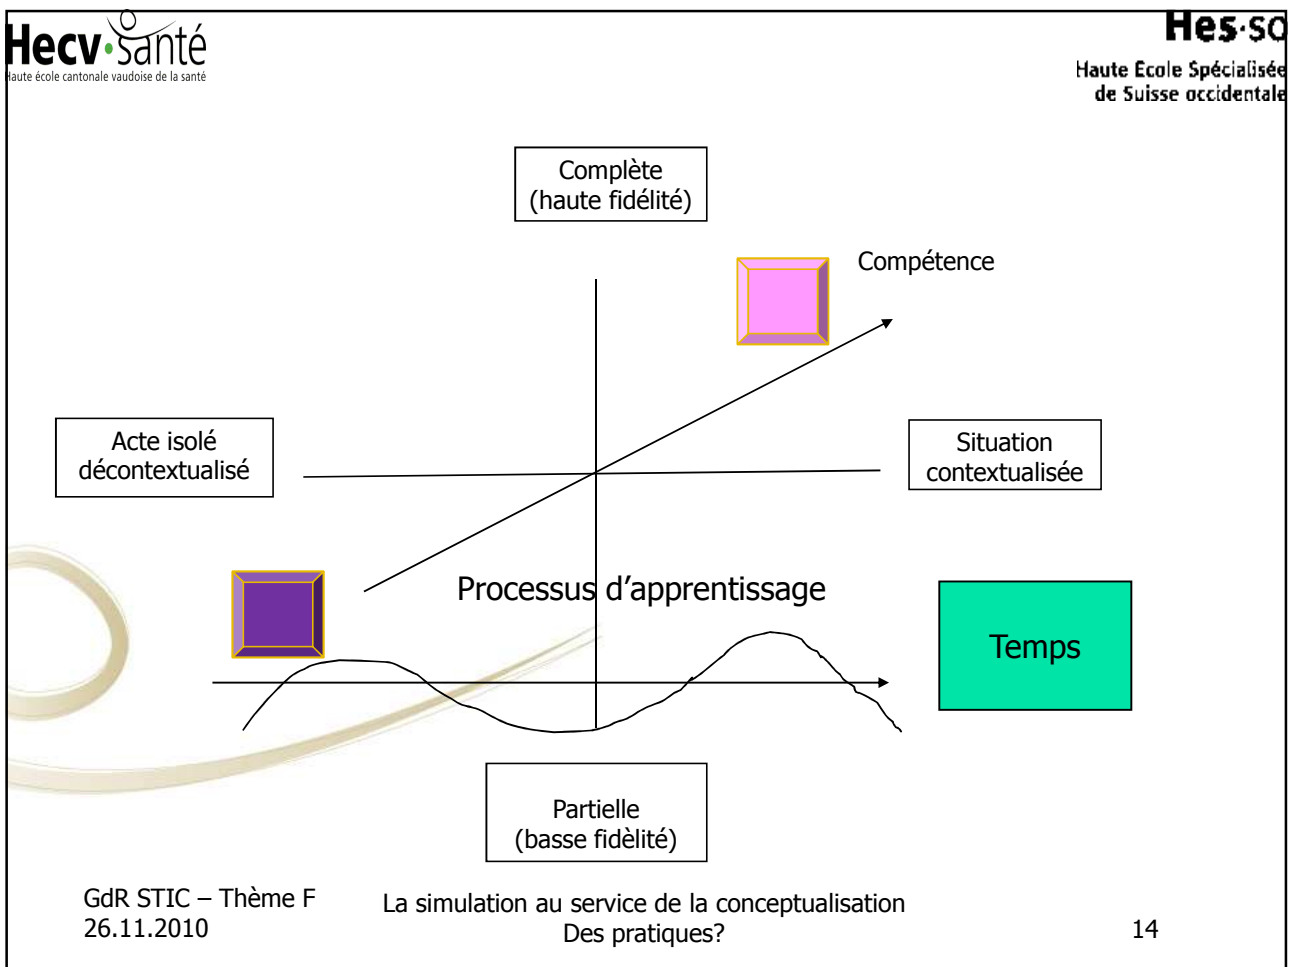 Hecv•Santé
Haute école cantonale vaudoise de la santé
Hes·so
Haute Ecole Spécialisée
de Suisse occidentale
Complète
(haute fidélité)
Compétence
Acte isolé
décontextualisé
Situation
contextualisée
Processus d’apprentissage
Temps
Partielle
(basse fidèlité)
GdR STIC – Thème F
26.11.2010
La simulation au service de la conceptualisation
Des pratiques?
14